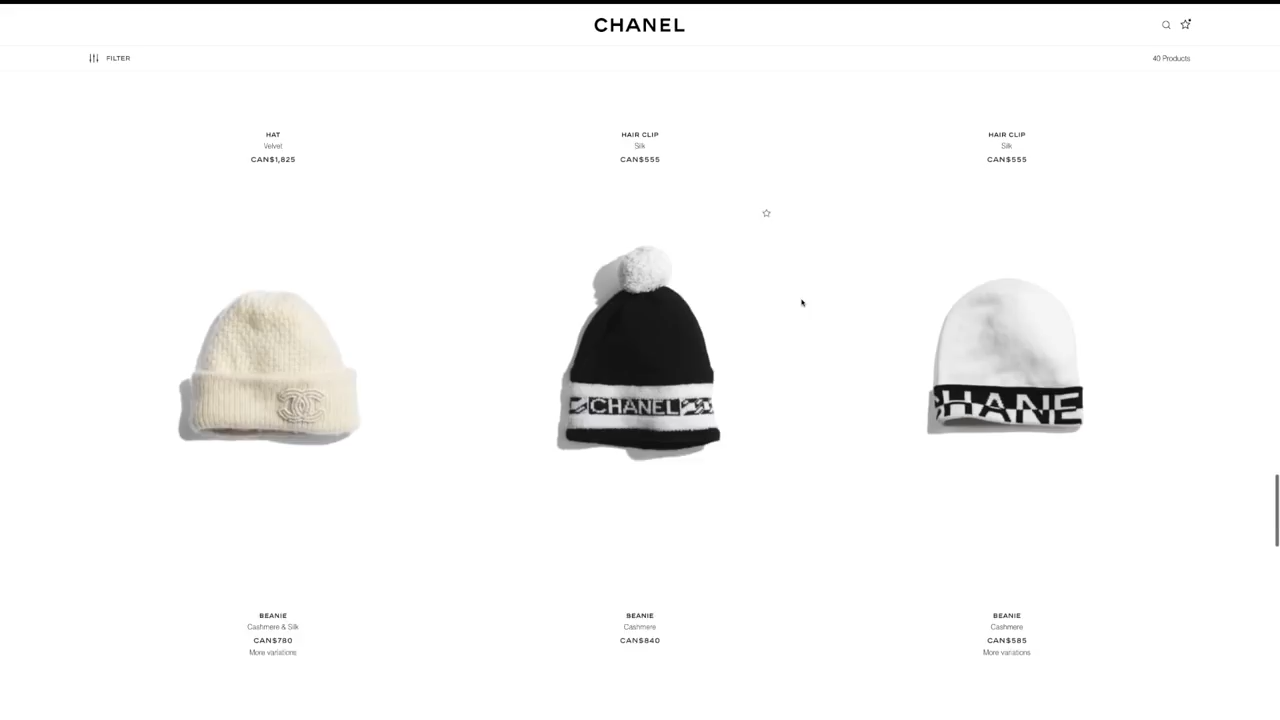 CHANEL
FILTER
40 Products
HAT
Velvet
CAN$1,825
HAIR CLIP
Silk
CAN$555
HAIR CLIP
Silk
CAN$555
CHANEL
CHANE
BEANIE
Cashmere & Silk
CAN$780
More variations
BEANIE
Cashmere
CAN$840
BEANIE
Cashmere
CAN$585
More variations